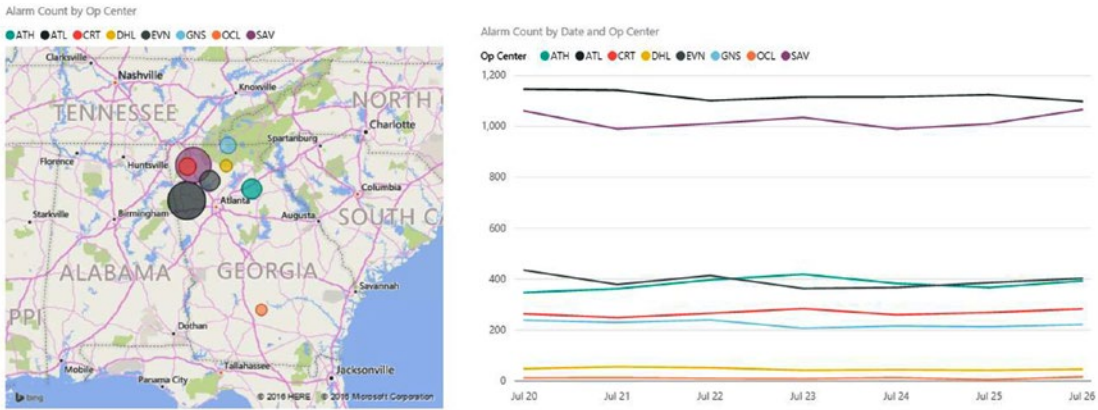 Alarm Count by Op Center
ATH ATL CRT DHL EVN GNS OCL SAV
Clarksville
Nashville
Knoxville
TENNESSEE
NORTH
Charlotte
Spartanburg
Florence
Huntsville
Columbia
Atlanta
Starkville
Birmingham
Augusta
SOUTH C
ALABAMA
GEORGIA
Savannah
PPI
Dothan
Mobile
Tallahassee
Jacksonville
Panama City
bing
© 2016 HERE © 2016 Microsoft Corporation
Alarm Count by Date and Op Center
Op Center ATH ATL CRT DHL EVN GNS OCL SAV
1,200
1,000
800
600
400
200
0
Jul 20 Jul 21 Jul 22 Jul 23 Jul 24 Jul 25 Jul 26